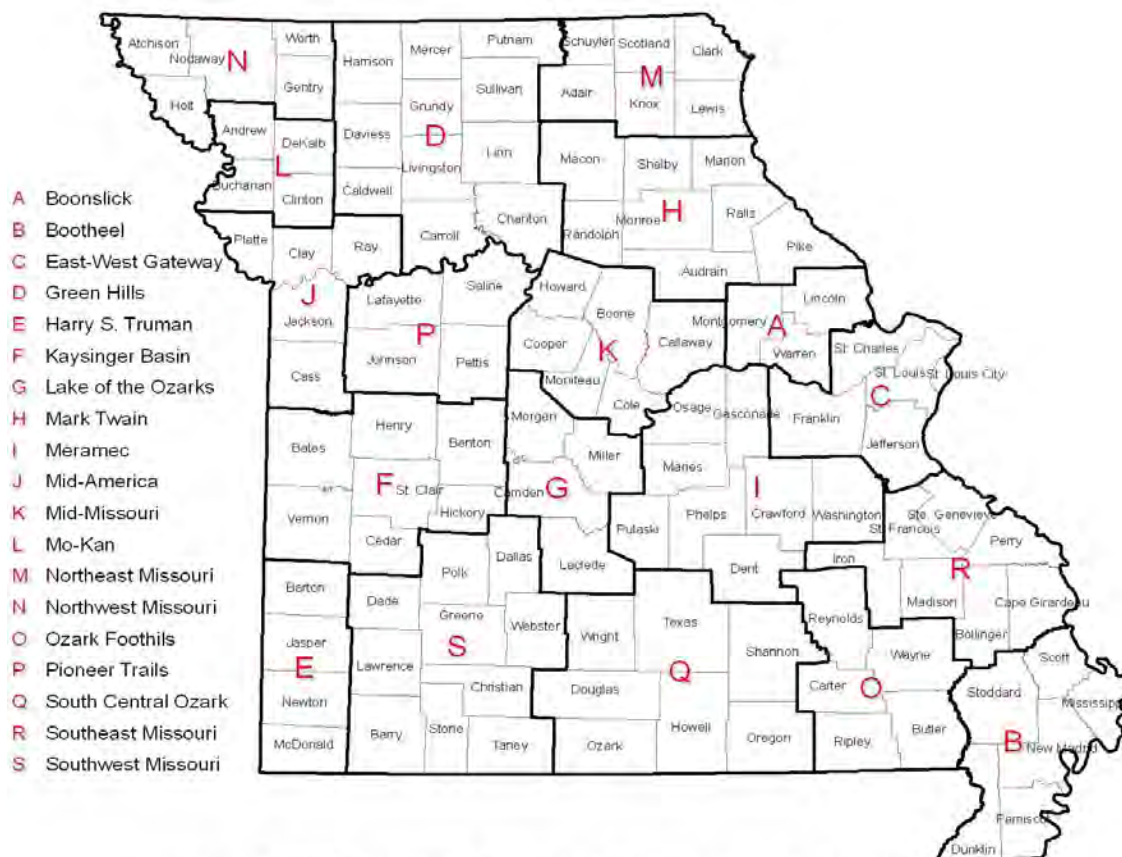 A Boonslick
B Bootheel
C East-West Gateway
D Green Hills
E Harry S. Truman
F Kaysinger Basin
G Lake of the Ozarks
H Mark Twain
I Meramec
J Mid-America
K Mid-Missouri
L Mo-Kan
M Northeast Missouri
N Northwest Missouri
O Ozark Foothils
P Pioneer Trails
Q South Central Ozark
R Southeast Missouri
S Southwest Missouri
Atchison
Nodaway
N
Worth
Gentry
Holt
Harrison
Mercer
Putnam
Sullivan
Grundy
D
Daviess
Livingston
Linn
Caldwell
Carroll
Chariton
Schuyler
Scotland
Clark
M
Adair
Knox
Lewis
Andrew
DeKalb
L
Buchanan
Clinton
Macon
Shelby
Marion
Randolph
Monroe
H
Ralls
Pike
Audrain
Platte
Clay
Ray
J
Jackson
Cass
Lafayette
Saline
P
Johnson
Pettis
Howard
Boone
Cooper
K
Callaway
Moniteau
Cole
Montgomery
Lincoln
A
Warren
St. Charles
St. Louis
St. Louis City
C
Franklin
Jefferson
Bates
Henry
Benton
F
St. Clair
Vernon
Hickory
Cedar
Morgan
Miller
Camden
G
Laclede
Osage
Gasconade
Maries
I
Pulaski
Phelps
Crawford
Washington
Dent
Ste. Genevieve
St. Francois
Perry
Iron
R
Madison
Cape Girardeau
Bollinger
Barton
Jasper
E
Newton
McDonald
Polk
Dallas
Dade
Greene
Webster
S
Lawrence
Christian
Barry
Stone
Taney
Wright
Texas
Shannon
Q
Douglas
Howell
Ozark
Oregon
Reynolds
Wayne
Carter
O
Ripley
Butler
Scott
Stoddard
Mississippi
B
New Madrid
Pemiscot
Dunklin